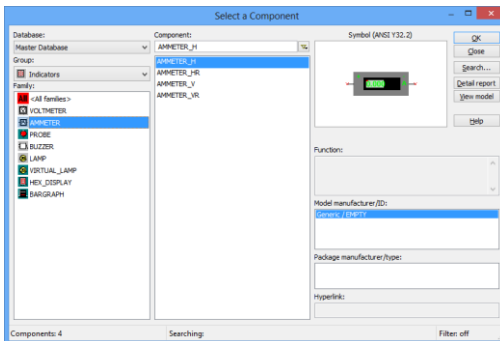 Select a Component
Database:
Master Database
Group:
Indicators
Family:
All
<All families>
VOLTMETER
AMMETER
PROBE
BUZZER
LAMP
VIRTUAL_LAMP
HEX_DISPLAY
BARGRAPH
Component:
AMMETER_H
AMMETER_H
AMMETER_HR
AMMETER_V
AMMETER_VR
Symbol (ANSI Y32.2)
Function:
Model manufacturer/ID:
Generic / EMPTY
Package manufacturer/type:
Hyperlink:
OK
Close
Search...
Detail report
View model
Help
Components: 4
Searching:
Filter: off